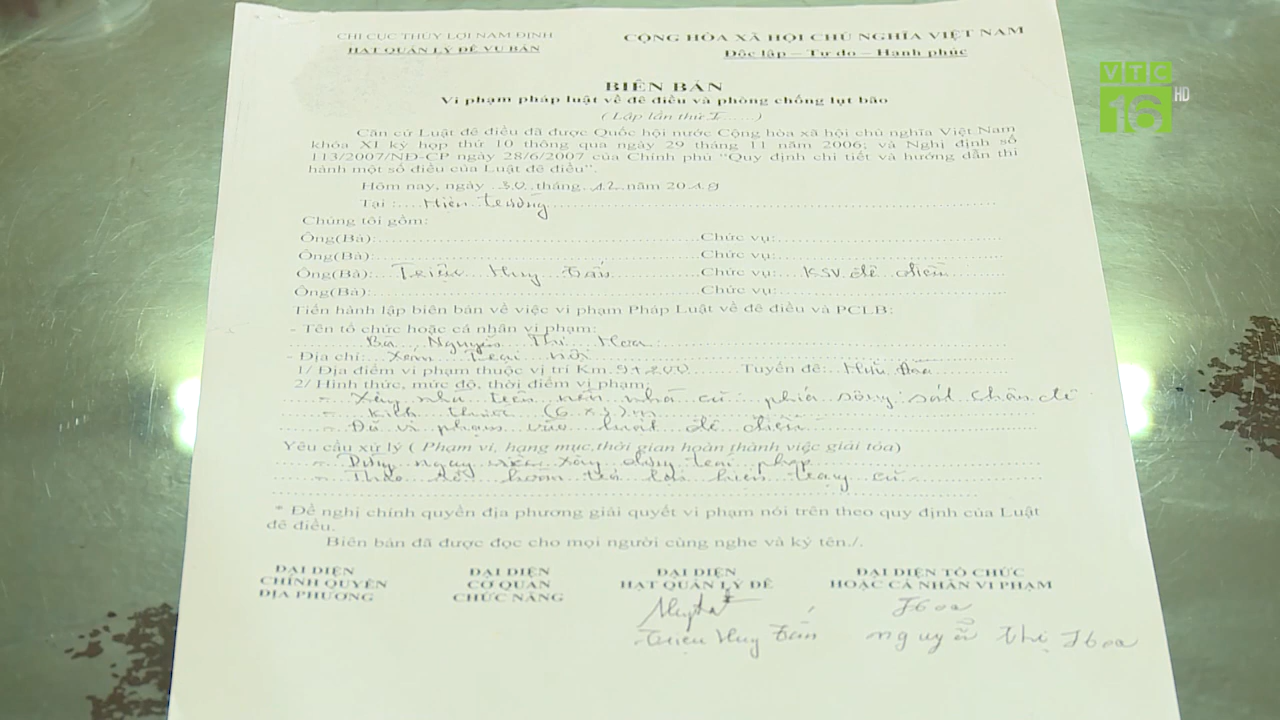 CHI CỤC THỦY LỢI NAM ĐỊNH
HẠT QUẢN LÝ ĐÊ VỤ BẢN
CỘNG HÒA XÃ HỘI CHỦ NGHĨA VIỆT NAM
Độc lập – Tự do – Hạnh phúc
VTC
16 HD
BIÊN BẢN
Vi phạm pháp luật về đê điều và phòng chống lụt bão
( Lập lần thứ I......)
Căn cứ Luật đê điều đã được Quốc hội nước Cộng hòa xã hội chủ nghĩa Việt Nam
khóa XI kỳ họp thứ 10 thông qua ngày 29 tháng 11 năm 2006; và Nghị định số
113/2007/NĐ-CP ngày 28/6/2007 của Chính phủ “Quy định chi tiết và hướng dẫn thi
hành một số điều của Luật đê điều”.
Hôm nay, ngày 30 tháng 12 năm 2019
Tại : Hiện trường
Chúng tôi gồm:
Ông(Bà): Chức vụ:
Ông(Bà): Chức vụ:
Ông(Bà): Triệu Huy Chức vụ: KSV đê điều
Ông(Bà): Chức vụ:
Tiến hành lập biên bản về việc vi phạm Pháp Luật về đê điều và PCLB:
- Tên tổ chức hoặc cá nhân vi phạm:
Bà Nguyễn Thị Hoa
- Địa chỉ: Xóm Trại nội
1/ Địa điểm vi phạm thuộc vị trí Km 9+200 Tuyến đê: Hữu
2/ Hình thức, mức độ, thời điểm vi phạm:
- Xây nhà trên nền nhà cũ phía sông sát chân đê
- Kích thước m
- Đã vi phạm vào luật đê điều
Yêu cầu xử lý ( Phạm vi, hạng mục,thời gian hoàn thành việc giải tỏa)
- Dừng ngay việc xây dựng trái phép
- Tháo dỡ hoàn trả lại hiện trạng cũ
* Đề nghị chính quyền địa phương giải quyết vi phạm nói trên theo quy định của Luật
đê điều.
Biên bản đã được đọc cho mọi người cùng nghe và ký tên./.
ĐẠI DIỆN
CHÍNH QUYỀN
ĐỊA PHƯƠNG
ĐẠI DIỆN
CƠ QUAN
CHỨC NĂNG
ĐẠI DIỆN
HẠT QUẢN LÝ ĐÊ
Triệu Huy
ĐẠI DIỆN TỔ CHỨC
HOẶC CÁ NHÂN VI PHẠM
Hoa
nguyễn thị Hoa